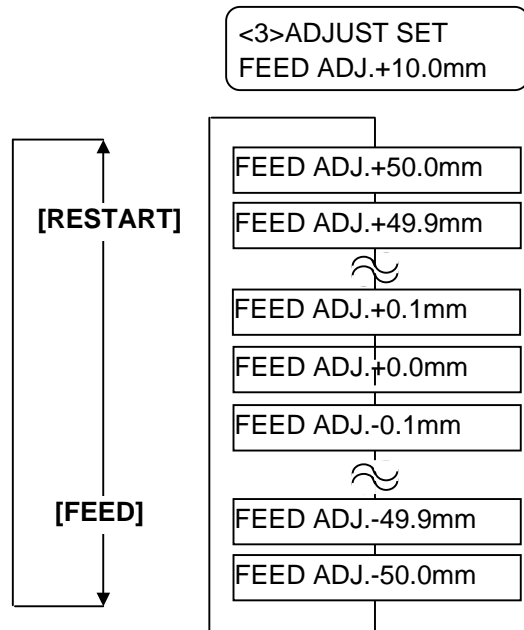 <3>ADJUST SET
FEED ADJ.+10.0mm
FEED ADJ.+50.0mm
[RESTART]
FEED ADJ.+49.9mm
FEED ADJ.+0.1mm
FEED ADJ.+0.0mm
FEED ADJ.-0.1mm
[FEED]
FEED ADJ.-49.9mm
FEED ADJ.-50.0mm